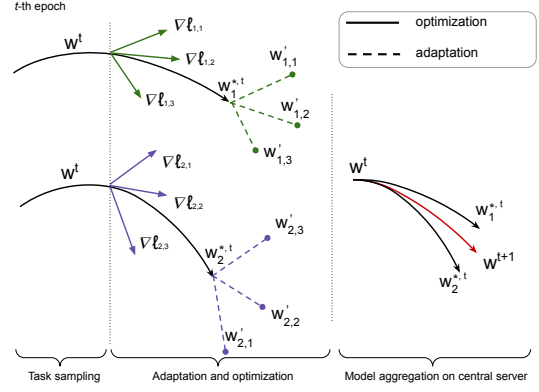 t-th epoch
optimization
adaptation
w^t
∇ℓ_{1,1}
∇ℓ_{1,2}
∇ℓ_{1,3}
w_1^{*,t}
w'_{1,1}
w'_{1,2}
w'_{1,3}
w^t
∇ℓ_{2,1}
∇ℓ_{2,2}
∇ℓ_{2,3}
w_2^{*,t}
w'_{2,3}
w'_{2,2}
w'_{2,1}
w^t
w_1^{*,t}
w^{t+1}
w_2^{*,t}
Task sampling
Adaptation and optimization
Model aggregation on central server